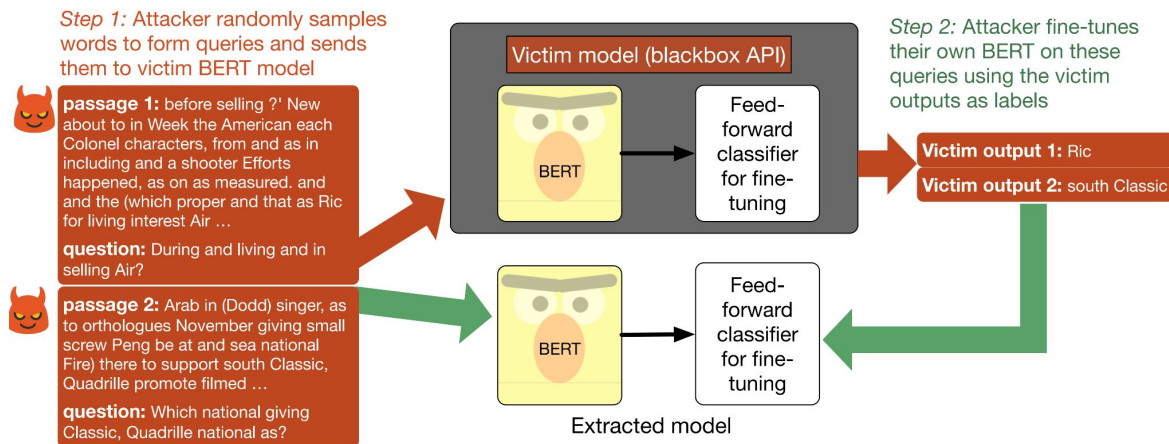 Step 1: Attacker randomly samples
words to form queries and sends
them to victim BERT model
passage 1: before selling ?' New
about to in Week the American each
Colonel characters, from and as in
including and a shooter Efforts
happened, as on as measured. and
and the (which proper and that as Ric
for living interest Air ...
question: During and living and in
selling Air?
passage 2: Arab in (Dodd) singer, as
to orthologues November giving small
screw Peng be at and sea national
Fire) there to support south Classic,
Quadrille promote filmed ...
question: Which national giving
Classic, Quadrille national as?
Victim model (blackbox API)
BERT
Feed-
forward
classifier
for fine-
tuning
BERT
Feed-
forward
classifier
for fine-
tuning
Extracted model
Step 2: Attacker fine-tunes
their own BERT on these
queries using the victim
outputs as labels
Victim output 1: Ric
Victim output 2: south Classic